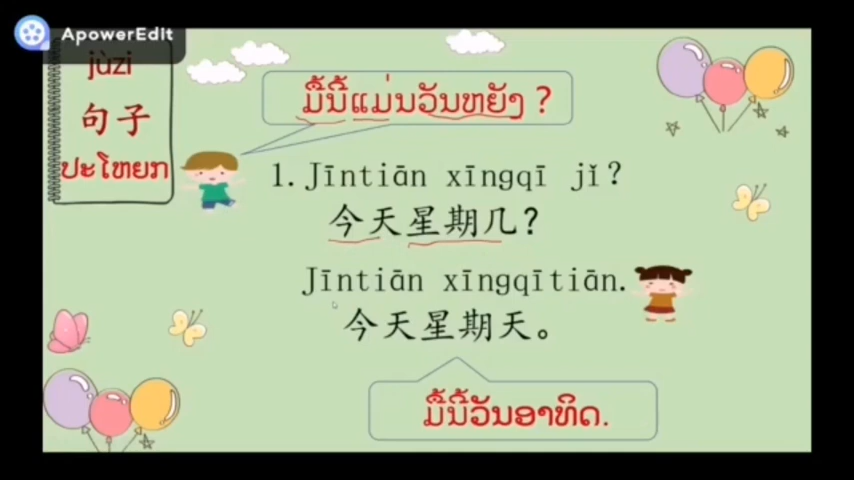 ApowerEdit
jùzi
句子
ປະໂຫຍກ
ມື້ນີ້ແມ່ນວັນຫຍັງ ?
1. Jīntiān xīngqī jǐ?
今天星期几?
Jīntiān xīngqītiān.
今天星期天。
ມື້ນີ້ວັນອາທິດ.